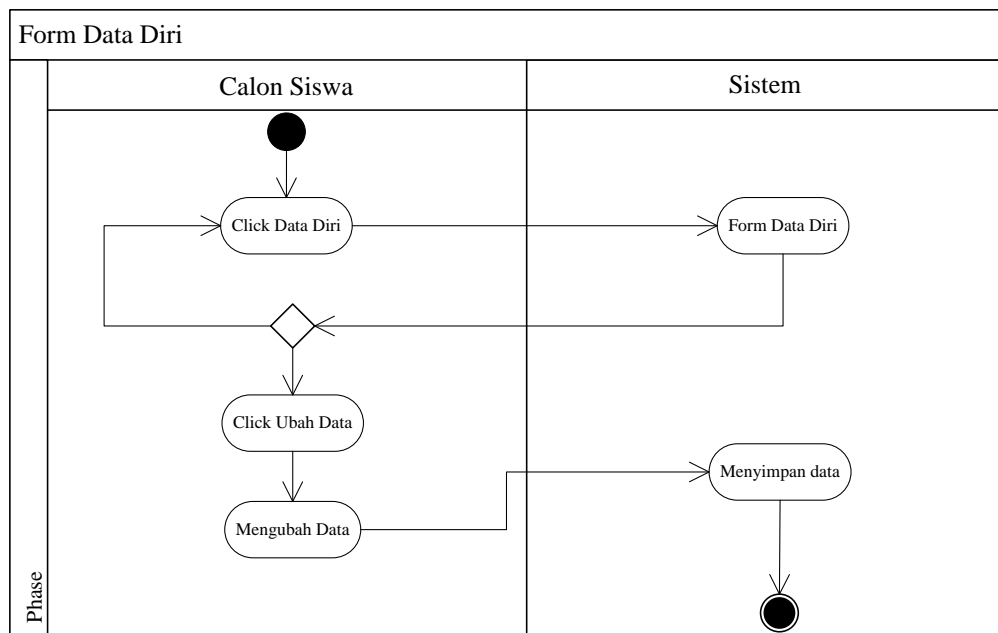 Form Data Diri
Calon Siswa
Sistem
Click Data Diri
Form Data Diri
Click Ubah Data
Menyimpan data
Mengubah Data
Phase